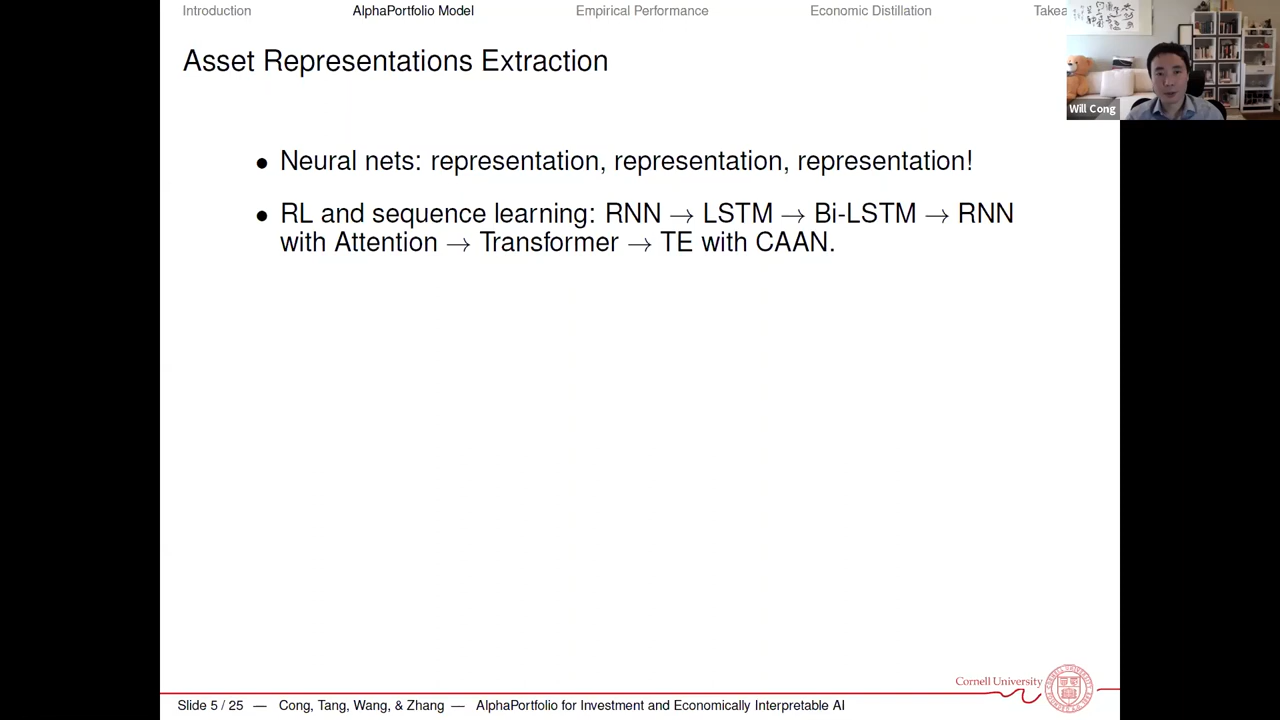 Introduction AlphaPortfolio Model Empirical Performance Economic Distillation
Asset Representations Extraction
Will Cong
• Neural nets: representation, representation, representation!
• RL and sequence learning: RNN → LSTM → Bi-LSTM → RNN
with Attention → Transformer → TE with CAAN.
Cornell University
Slide 5 / 25 — Cong, Tang, Wang, & Zhang — AlphaPortfolio for Investment and Economically Interpretable AI